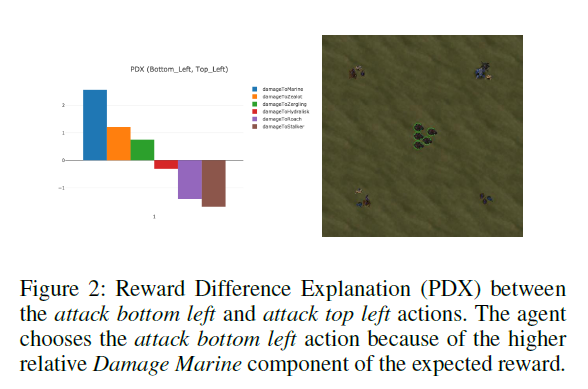 PDX (Bottom_Left, Top_Left)
damageToMarine
damageToZealot
damageToZergling
damageToHydralisk
damageToRoach
damageToStalker
2
1
0
−1
1
Figure 2: Reward Difference Explanation (PDX) between
the attack bottom left and attack top left actions. The agent
chooses the attack bottom left action because of the higher
relative Damage Marine component of the expected reward.